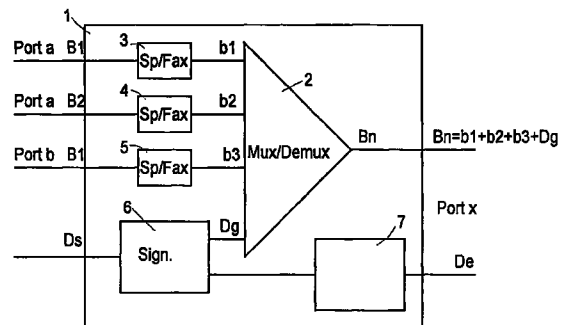 1
Port a B1 3 Sp/Fax b1
2
Port a B2 4 Sp/Fax b2
Port b B1 5 Sp/Fax b3
Mux/Demux
Bn Bn=b1+b2+b3+Dg
Port x
Ds 6 Sign. Dg
7
De